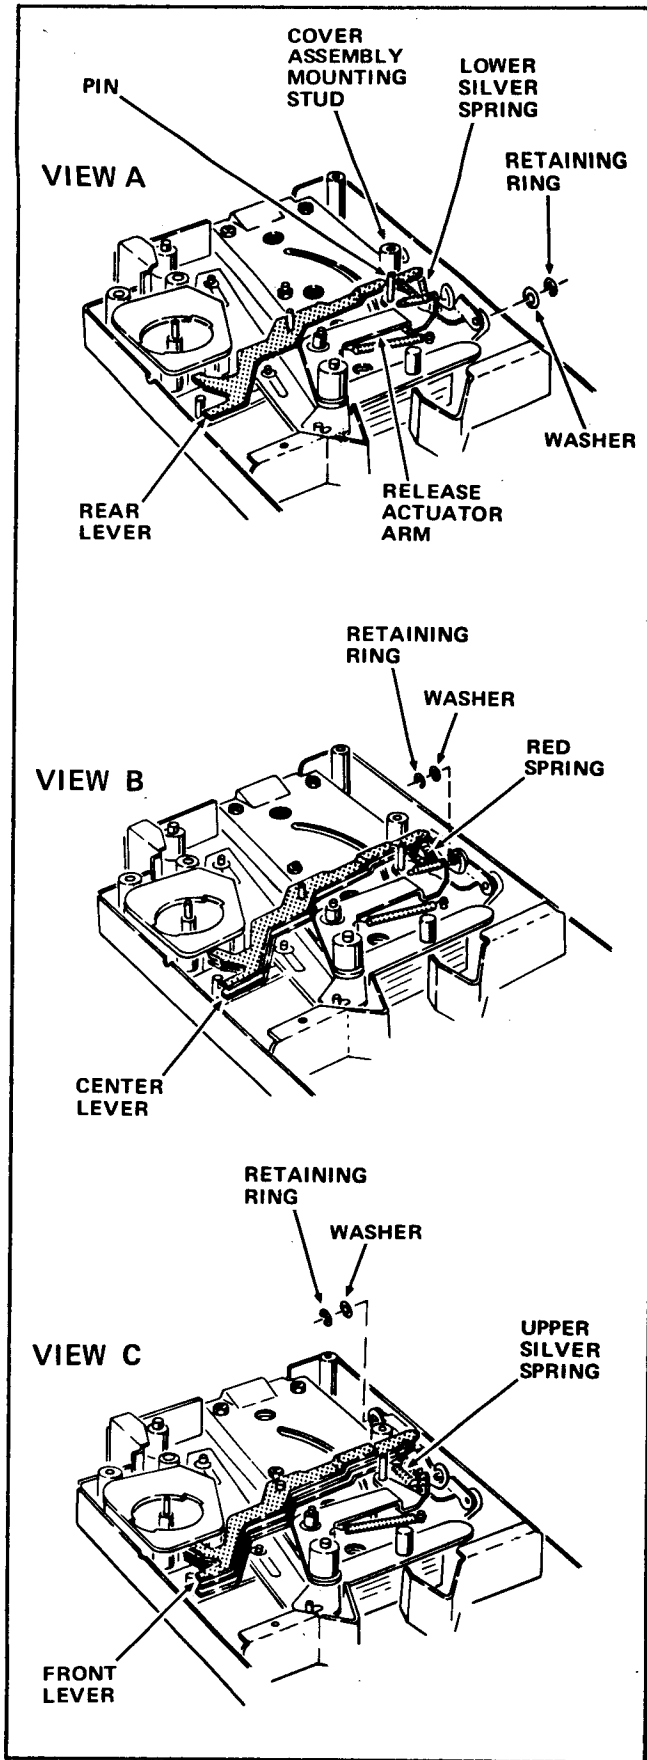 COVER
ASSEMBLY
MOUNTING
STUD
LOWER
SILVER
SPRING
PIN
RETAINING
RING
VIEW A
WASHER
REAR
LEVER
RELEASE
ACTUATOR
ARM
RETAINING
RING
WASHER
RED
SPRING
VIEW B
CENTER
LEVER
RETAINING
RING
WASHER
UPPER
SILVER
SPRING
VIEW C
FRONT
LEVER